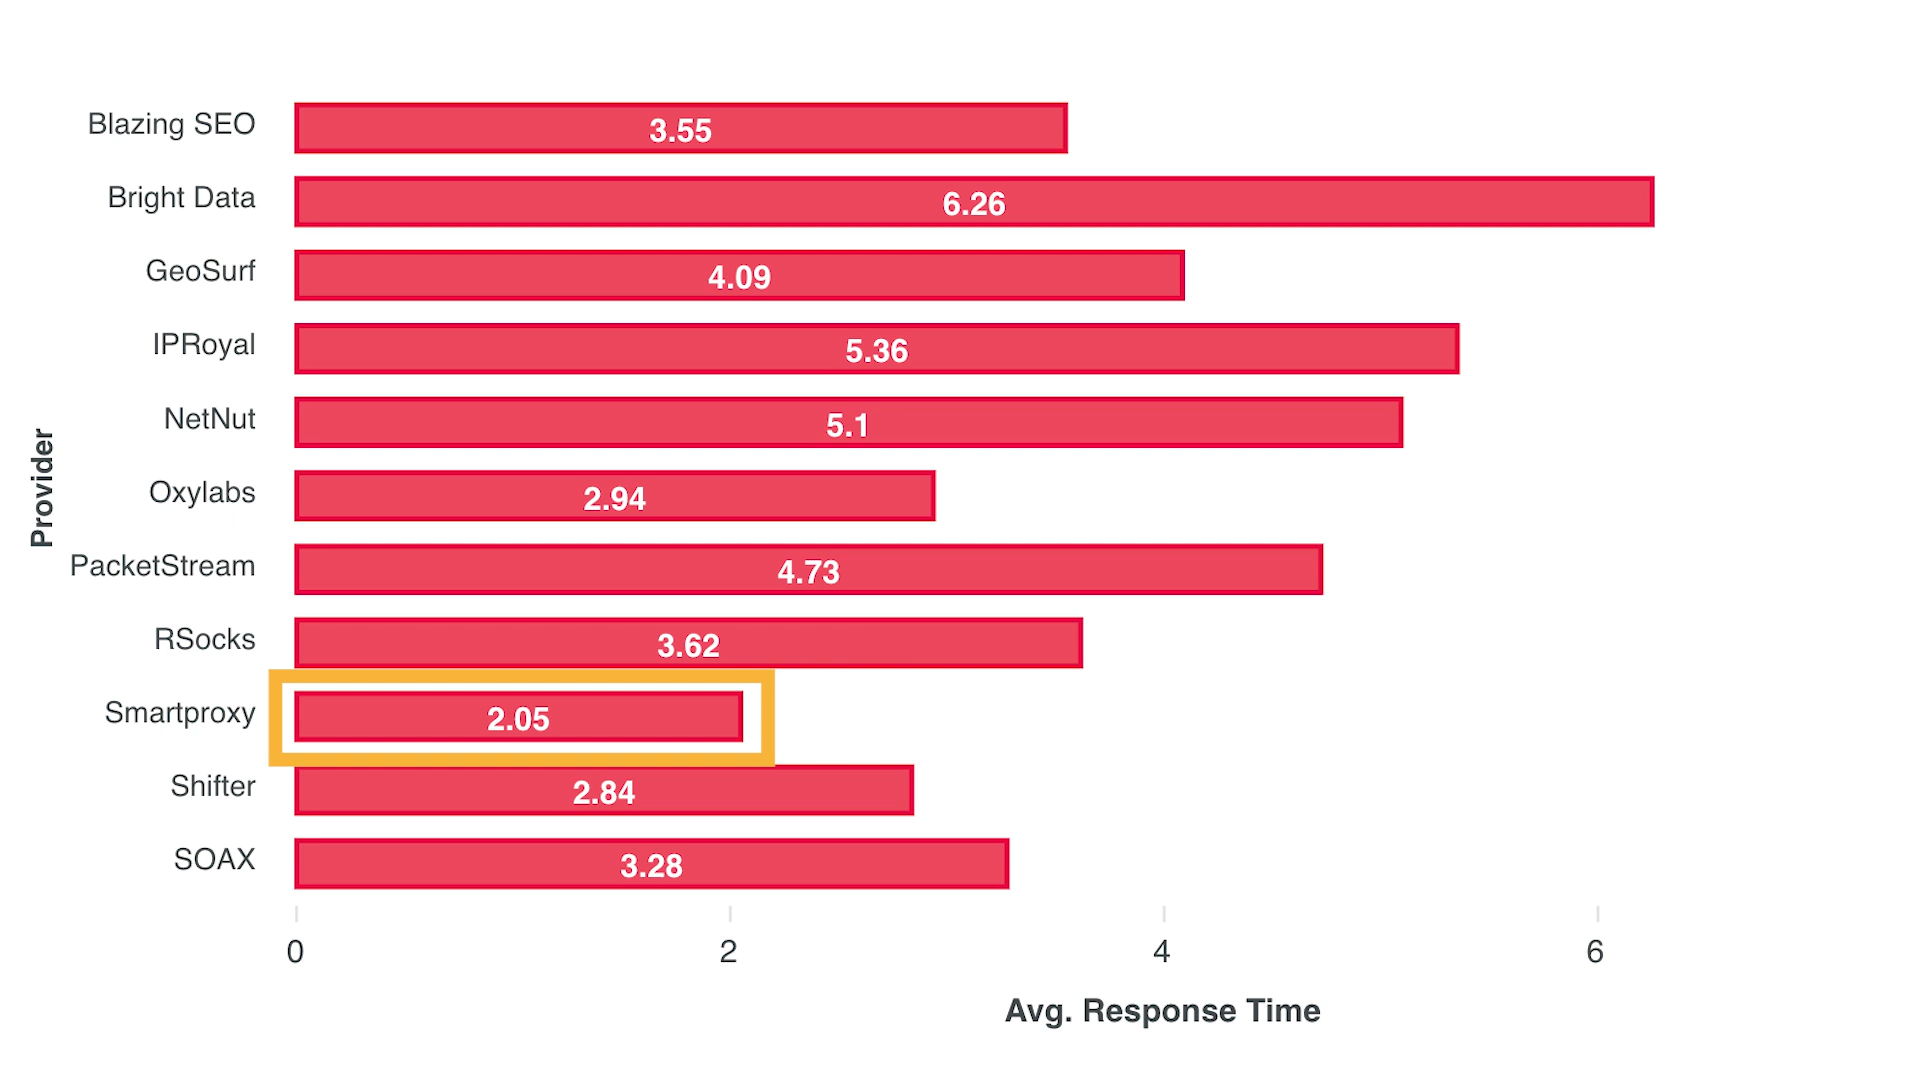 Provider
Blazing SEO 3.55
Bright Data 6.26
GeoSurf 4.09
IPRoyal 5.36
NetNut 5.1
Oxylabs 2.94
PacketStream 4.73
RSocks 3.62
Smartproxy 2.05
Shifter 2.84
SOAX 3.28
0 2 4 6
Avg. Response Time